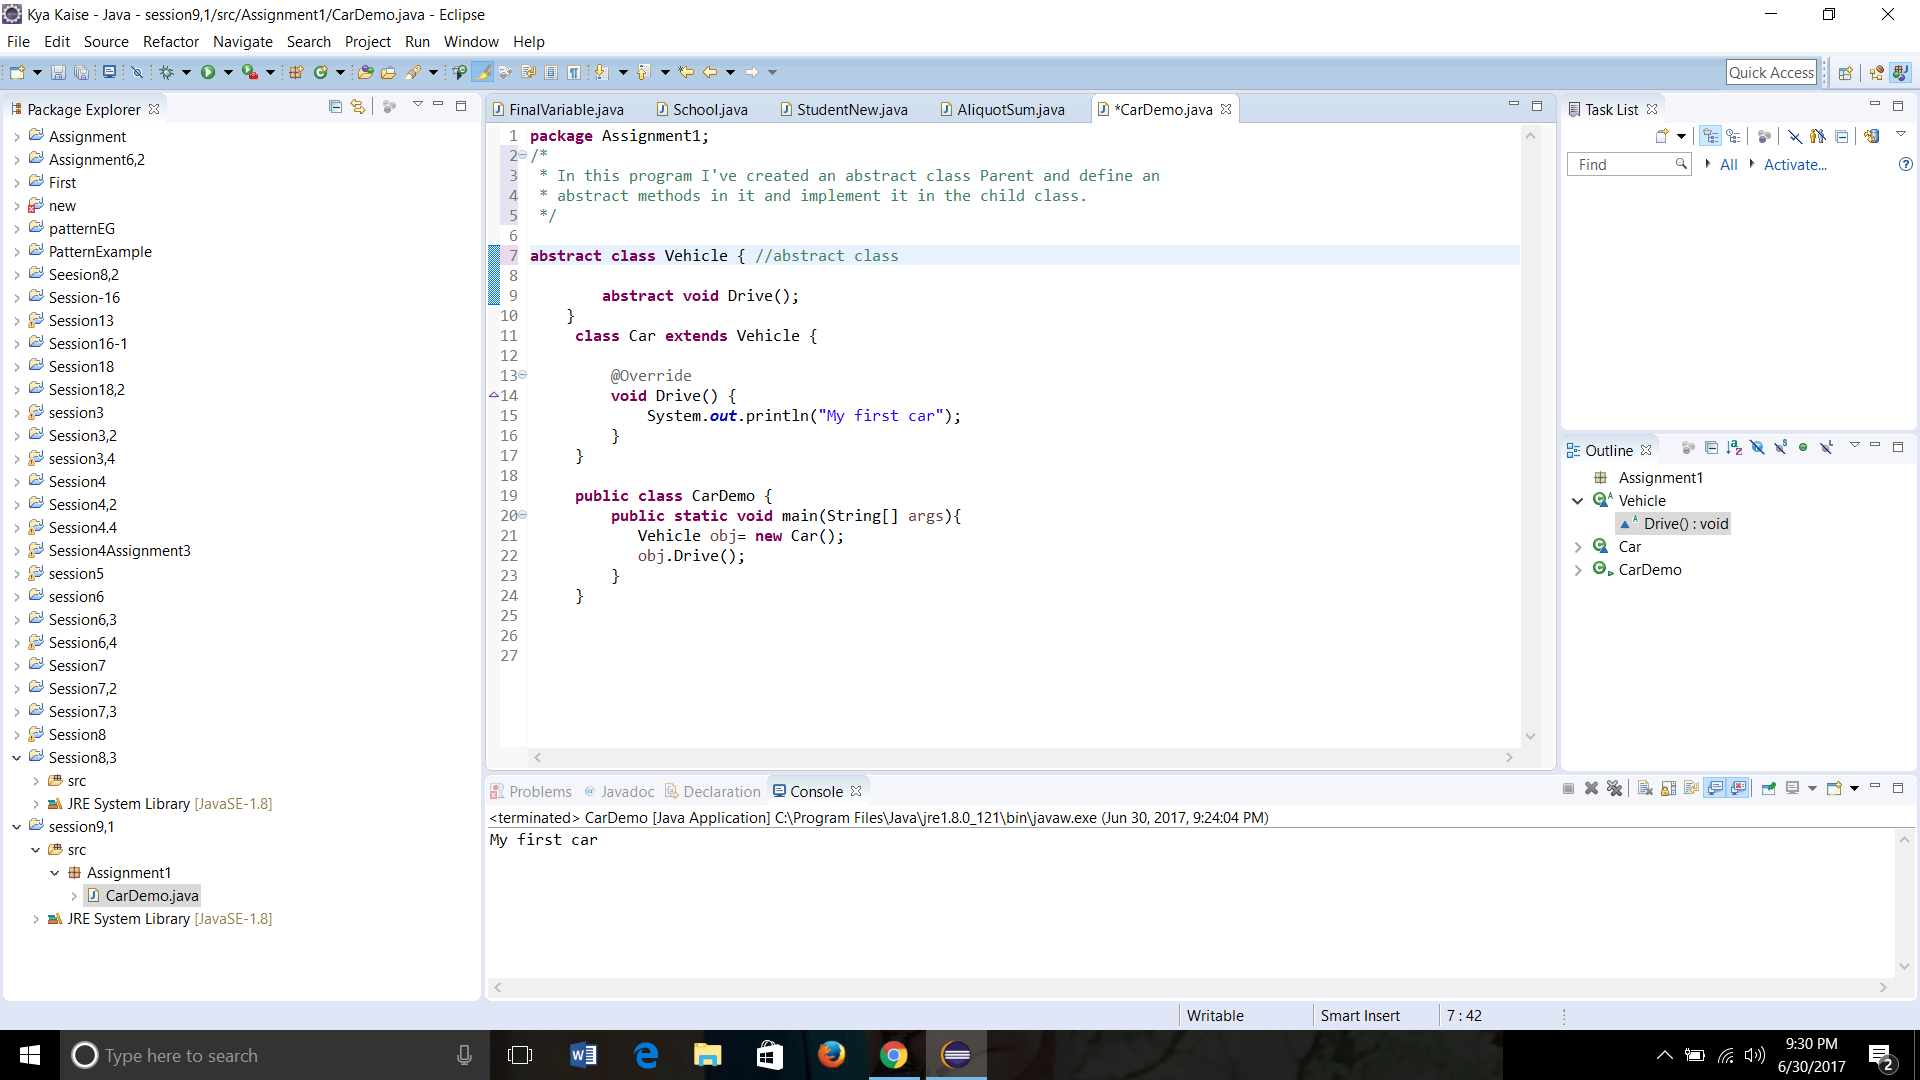 Kya Kaise - Java - session9,1/src/Assignment1/CarDemo.java - Eclipse
File Edit Source Refactor Navigate Search Project Run Window Help
Quick Access
Package Explorer
Assignment
Assignment6,2
First
new
patternEG
PatternExample
Seesion8,2
Session-16
Session13
Session16-1
Session18
Session18,2
session3
Session3,2
session3,4
Session4
Session4,2
Session4.4
Session4Assignment3
session5
session6
Session6,3
Session6,4
Session7
Session7,2
Session7,3
Session8
Session8,3
src
JRE System Library [JavaSE-1.8]
session9,1
src
Assignment1
CarDemo.java
JRE System Library [JavaSE-1.8]
FinalVariable.java School.java StudentNew.java AliquotSum.java *CarDemo.java
1 package Assignment1;
2 /*
3 * In this program I've created an abstract class Parent and define an
4 * abstract methods in it and implement it in the child class.
5 */
6
7 abstract class Vehicle { //abstract class
8
9 abstract void Drive();
10 }
11 class Car extends Vehicle {
12
13 @Override
14 void Drive() {
15 System.out.println("My first car");
16 }
17 }
18
19 public class CarDemo {
20 public static void main(String[] args){
21 Vehicle obj= new Car();
22 obj.Drive();
23 }
24 }
25
26
27
Task List
Find All Activate...
Outline
Assignment1
Vehicle
Drive() : void
Car
CarDemo
Problems @ Javadoc Declaration Console
<terminated> CarDemo [Java Application] C:\Program Files\Java\jre1.8.0_121\bin\javaw.exe (Jun 30, 2017, 9:24:04 PM)
My first car
Writable Smart Insert 7 : 42
Type here to search
9:30 PM
6/30/2017
2